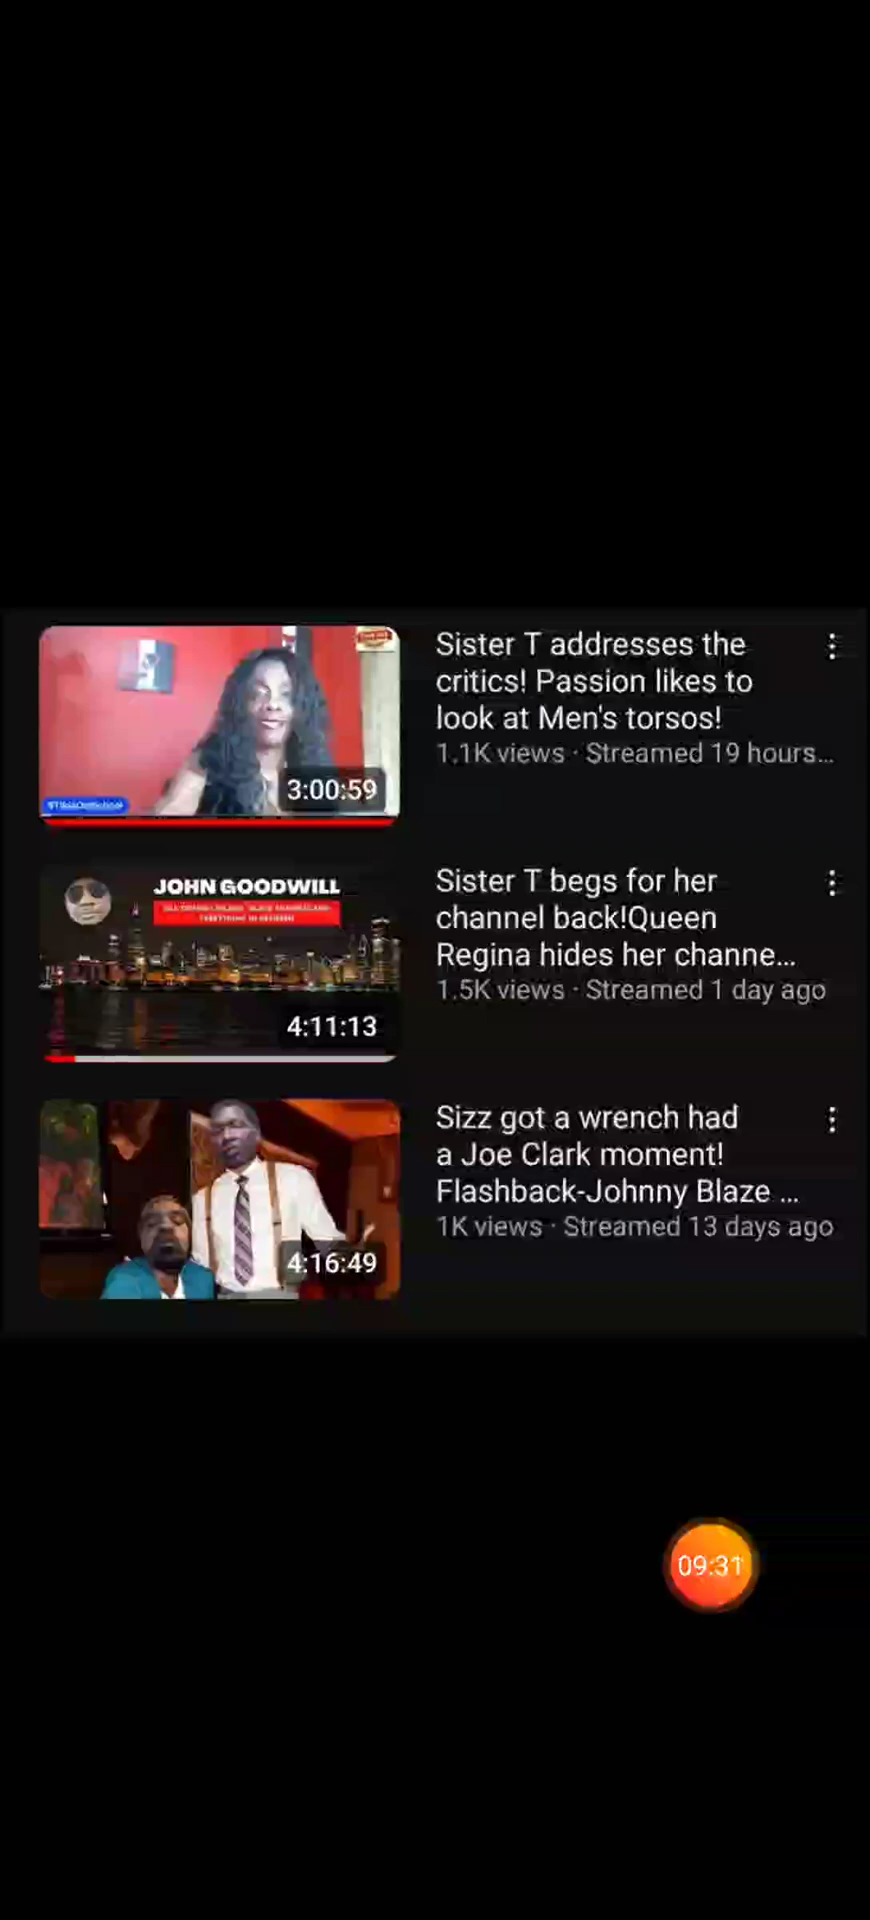 Sister T addresses the
critics! Passion likes to
look at Men's torsos!
1.1K views · Streamed 19 hours...
3:00:59
JOHN GOODWILL
Sister T begs for her
channel back!Queen
Regina hides her channe...
1.5K views · Streamed 1 day ago
4:11:13
Sizz got a wrench had
a Joe Clark moment!
Flashback-Johnny Blaze ...
1K views · Streamed 13 days ago
4:16:49
09:31